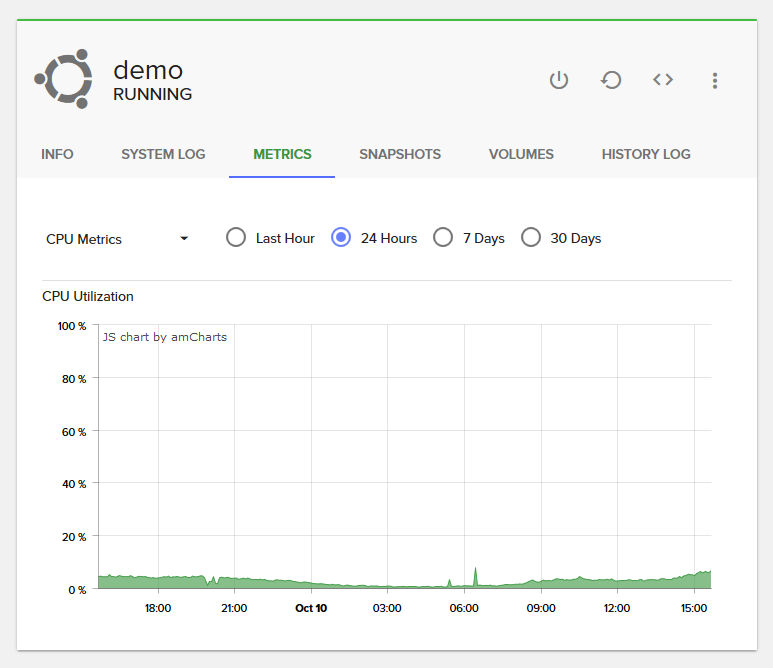 demo
RUNNING
INFO SYSTEM LOG METRICS SNAPSHOTS VOLUMES HISTORY LOG
CPU Metrics Last Hour 24 Hours 7 Days 30 Days
CPU Utilization
100 %
JS chart by amCharts
80 %
60 %
40 %
20 %
0 %
18:00 21:00 Oct 10 03:00 06:00 09:00 12:00 15:00